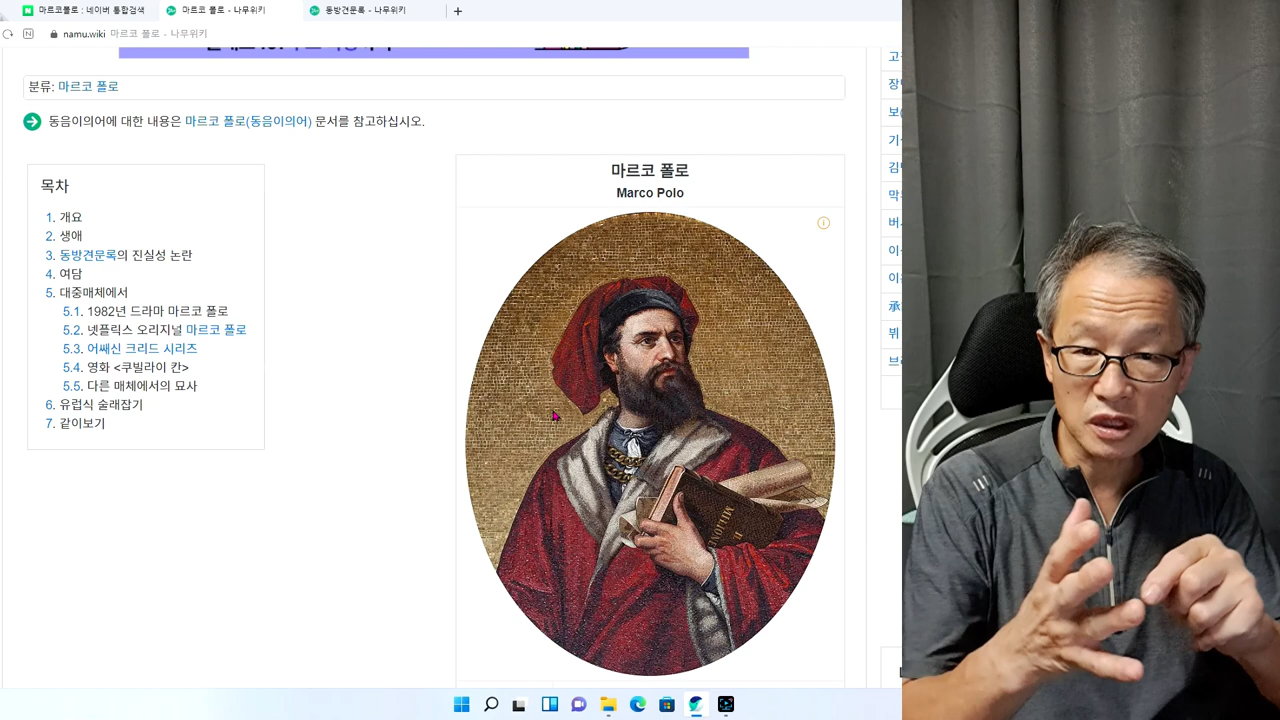 마르코폴로 : 네이버 통합검색
마르코 폴로 - 나무위키
동방견문록 - 나무위키
namu.wiki 마르코 폴로 - 나무위키
분류: 마르코 폴로
동음이의어에 대한 내용은 마르코 폴로(동음이의어) 문서를 참고하십시오.
목차
1. 개요
2. 생애
3. 동방견문록의 진실성 논란
4. 여담
5. 대중매체에서
5.1. 1982년 드라마 마르코 폴로
5.2. 넷플릭스 오리지널 마르코 폴로
5.3. 어쌔신 크리드 시리즈
5.4. 영화 <쿠빌라이 칸>
5.5. 다른 매체에서의 묘사
6. 유럽식 술래잡기
7. 같이보기
마르코 폴로
Marco Polo
IL
MILIONE